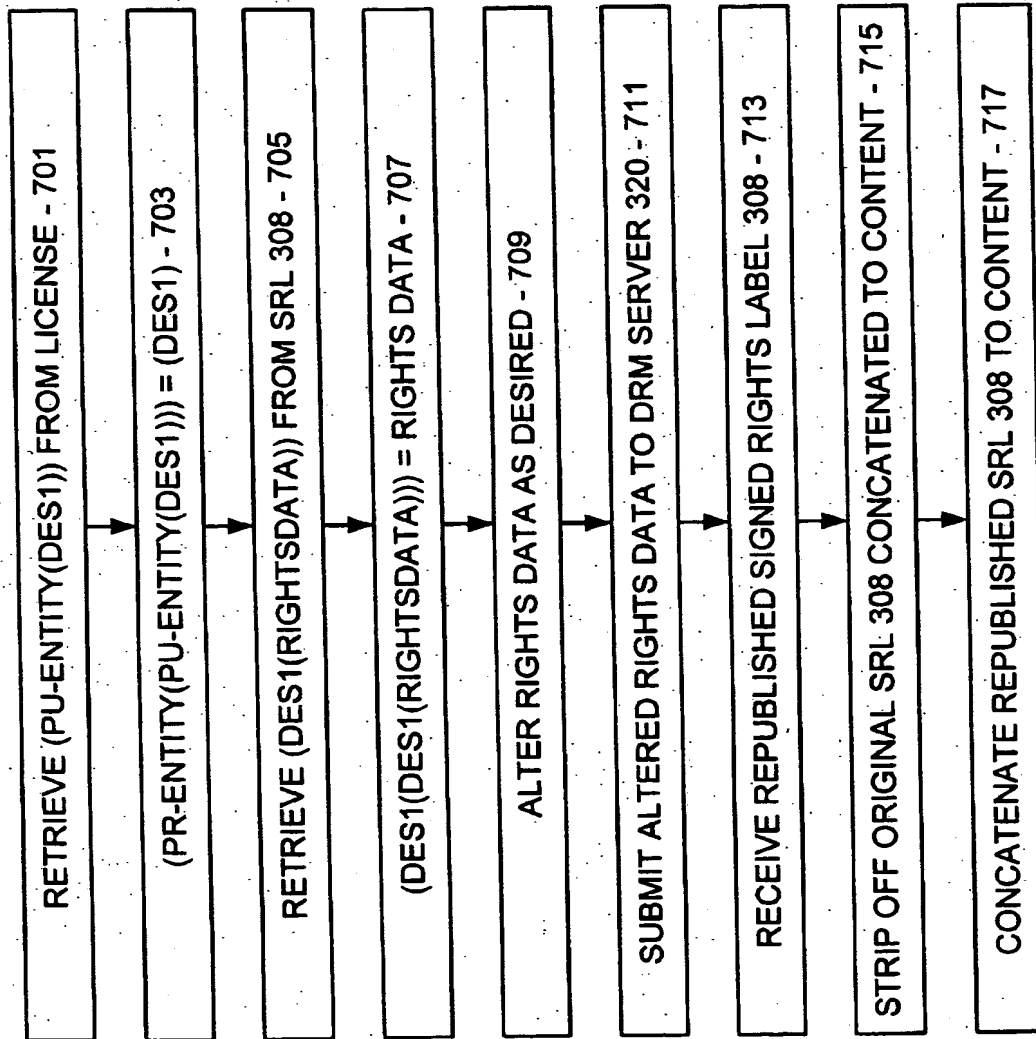 RETRIEVE (PU-ENTITY(DES1)) FROM LICENSE - 701
(PR-ENTITY(PU-ENTITY(DES1))) = (DES1) - 703
RETRIEVE (DES1(RIGHTSDATA)) FROM SRL 308 - 705
(DES1(DES1(RIGHTSDATA))) = RIGHTS DATA - 707
ALTER RIGHTS DATA AS DESIRED - 709
SUBMIT ALTERED RIGHTS DATA TO DRM SERVER 320 - 711
RECEIVE REPUBLISHED SIGNED RIGHTS LABEL 308 - 713
STRIP OFF ORIGINAL SRL 308 CONCATENATED TO CONTENT - 715
CONCATENATE REPUBLISHED SRL 308 TO CONTENT - 717